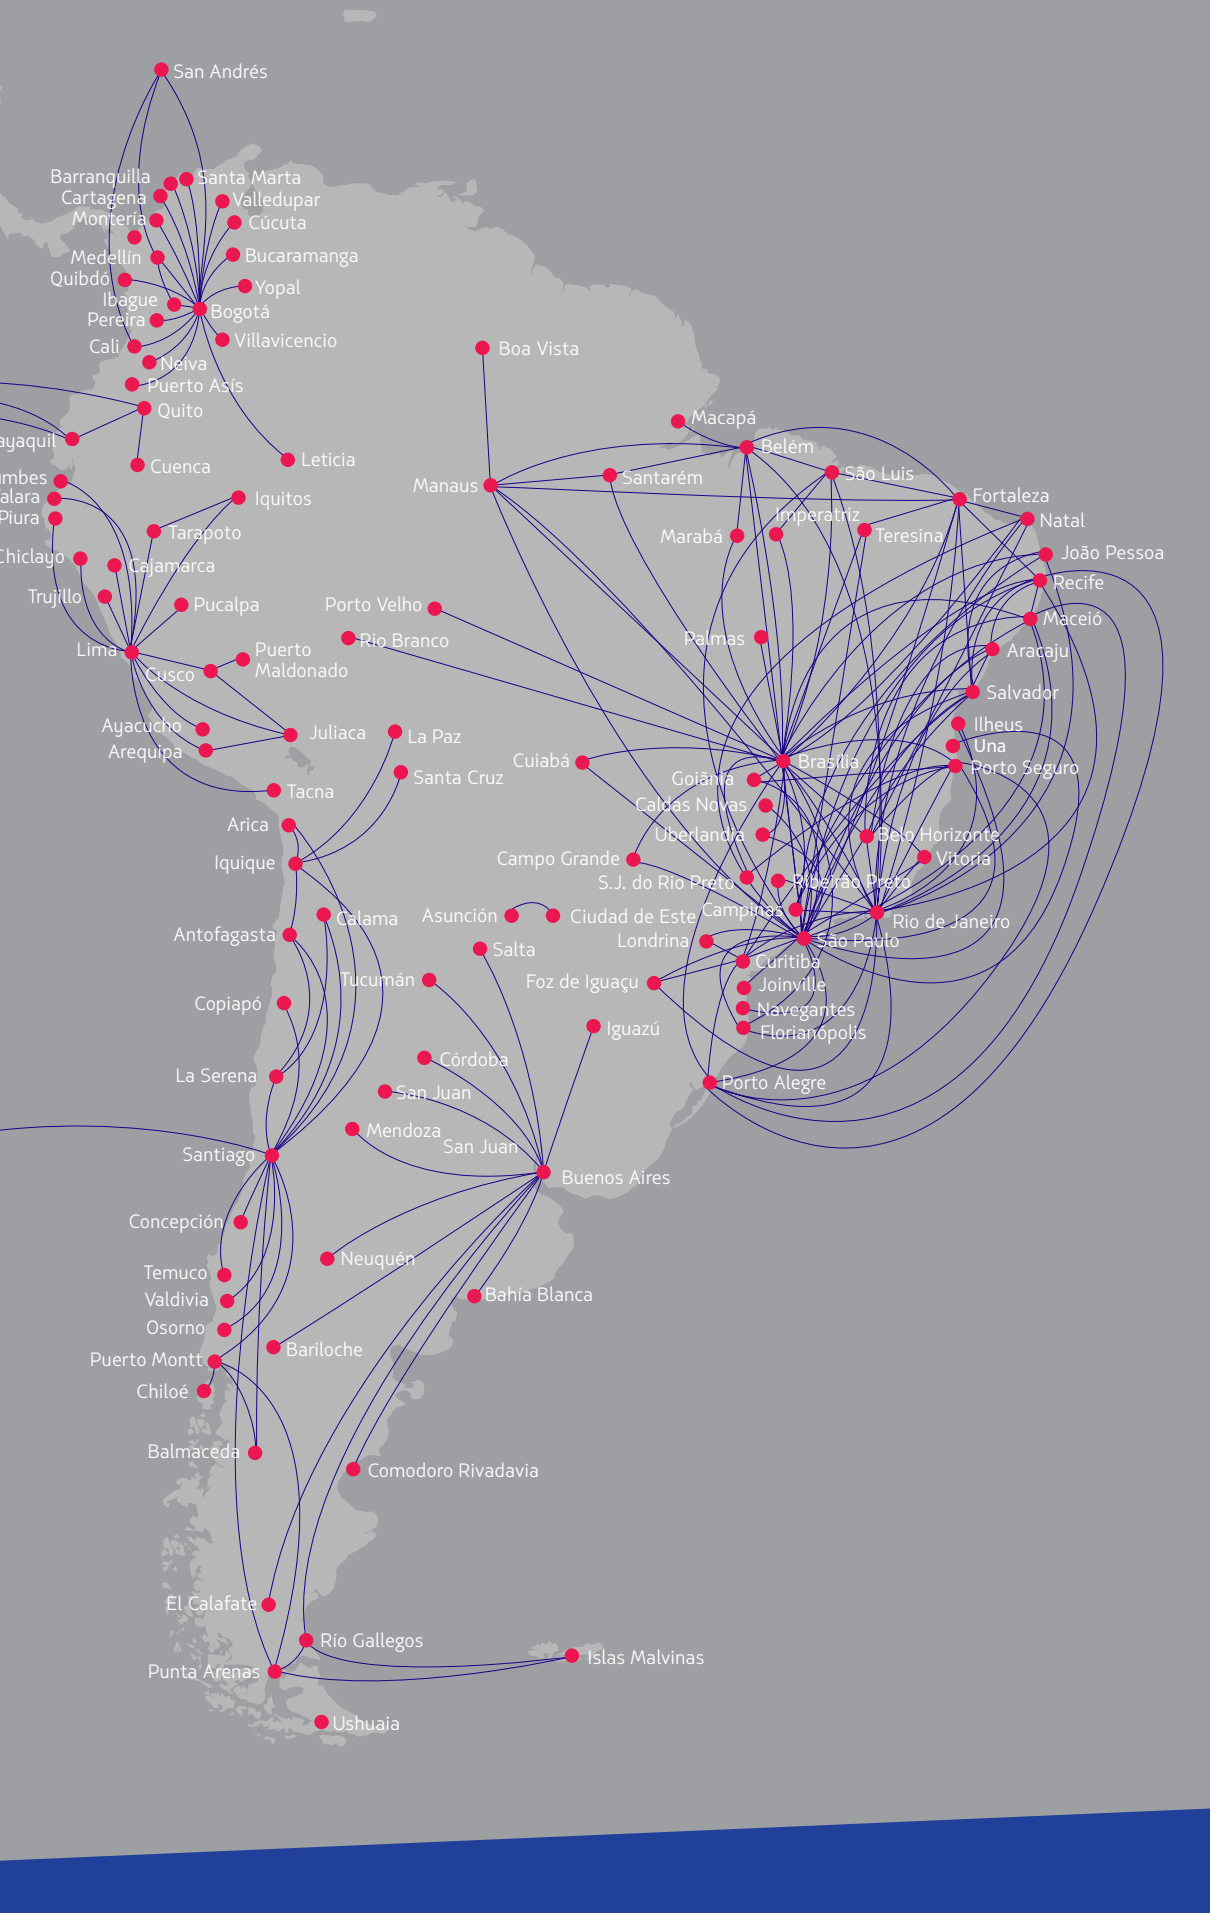 San Andrés
Barranquilla
Santa Marta
Cartagena
Valledupar
Montería
Cúcuta
Medellín
Bucaramanga
Quibdó
Yopal
Ibague
Bogotá
Pereira
Villavicencio
Cali
Neiva
Puerto Asís
Quito
Boa Vista
Macapá
ayaquil
Belém
Leticia
Cuenca
São Luis
umbes
Santarém
Manaus
Fortaleza
alara
Iquitos
Imperatriz
Piura
Natal
Tarapoto
Marabá
Teresina
João Pessoa
Chiclayo
Cajamarca
Recife
Trujillo
Pucalpa
Porto Velho
Maceió
Rio Branco
Palmas
Lima
Puerto
Maldonado
Aracaju
Cusco
Salvador
Ayacucho
Juliaca
La Paz
Ilheus
Arequipa
Una
Cuiabá
Brasília
Porto Seguro
Santa Cruz
Goiânia
Tacna
Caldas Novas
Arica
Uberlandia
Belo Horizonte
Iquique
Campo Grande
Vitoria
S.J. do Rio Preto
Ribeirão Preto
Calama
Asunción
Ciudad de Este
Campinas
Rio de Janeiro
Antofagasta
Londrina
São Paulo
Salta
Curitiba
Tucumán
Foz de Iguaçu
Joinville
Copiapó
Navegantes
Iguazú
Florianópolis
Córdoba
La Serena
Porto Alegre
San Juan
Mendoza
San Juan
Santiago
Buenos Aires
Concepción
Neuquén
Temuco
Bahía Blanca
Valdivia
Osorno
Bariloche
Puerto Montt
Chiloé
Balmaceda
Comodoro Rivadavia
El Calafate
Río Gallegos
Islas Malvinas
Punta Arenas
Ushuaia